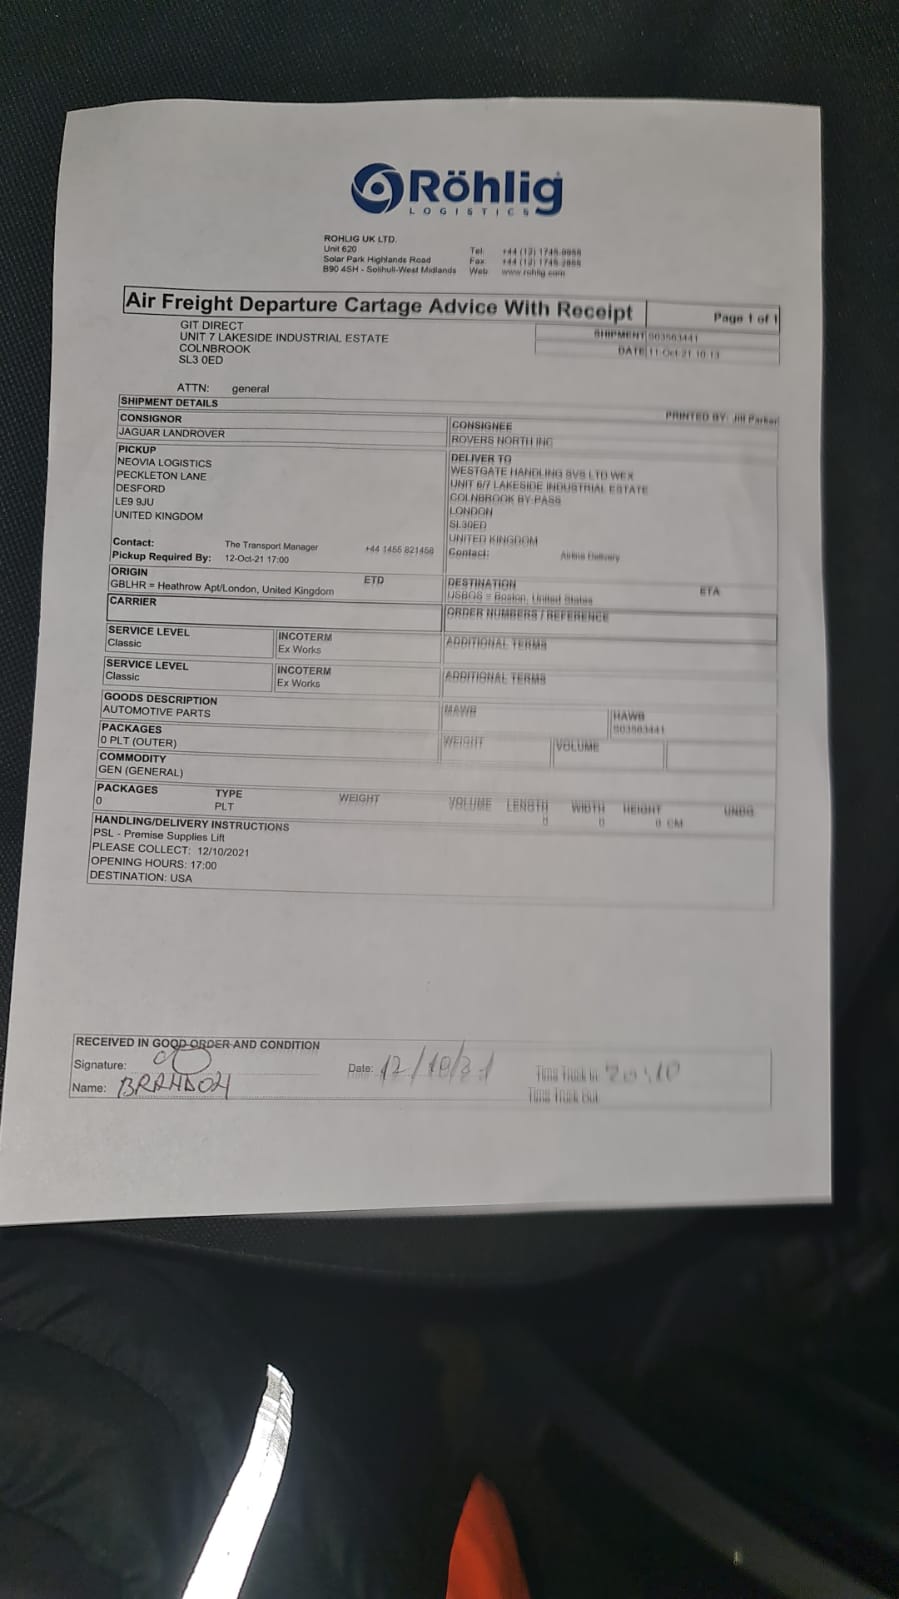 Röhlig
LOGISTICS
ROHLIG UK LTD.
Unit 620
Solar Park Highlands Road
B90 4SH - Solihull-West Midlands
Tel:
Fax:
Web: www.rohlig.com
Air Freight Departure Cartage Advice With Receipt
Page 1 of 1
GIT DIRECT
UNIT 7 LAKESIDE INDUSTRIAL ESTATE
COLNBROOK
SL3 0ED
SHIPMENT S03563441
DATE 11-Oct-21 10:13
ATTN: general
SHIPMENT DETAILS
PRINTED BY: Jill Parker
CONSIGNOR
JAGUAR LANDROVER
CONSIGNEE
ROVERS NORTH INC
PICKUP
NEOVIA LOGISTICS
PECKLETON LANE
DESFORD
LE9 9JU
UNITED KINGDOM
DELIVER TO
WESTGATE HANDLING SVS LTD WEX
UNIT 6/7 LAKESIDE INDUSTRIAL ESTATE
COLNBROOK BY-PASS
LONDON
SL30ED
UNITED KINGDOM
Contact: The Transport Manager +44 1455 821458
Pickup Required By: 12-Oct-21 17:00
Contact: Airline Delivery
ORIGIN ETD
GBLHR = Heathrow Apt/London, United Kingdom
DESTINATION ETA
USBOS = Boston, United States
CARRIER
ORDER NUMBERS / REFERENCE
SERVICE LEVEL INCOTERM ADDITIONAL TERMS
Classic Ex Works
SERVICE LEVEL INCOTERM ADDITIONAL TERMS
Classic Ex Works
GOODS DESCRIPTION
AUTOMOTIVE PARTS
MAWB HAWB
S03563441
PACKAGES
0 PLT (OUTER)
WEIGHT VOLUME
COMMODITY
GEN (GENERAL)
PACKAGES TYPE WEIGHT VOLUME LENGTH WIDTH HEIGHT UNDG
0 PLT 0 0 0 CM
HANDLING/DELIVERY INSTRUCTIONS
PSL - Premise Supplies Lift
PLEASE COLLECT: 12/10/2021
OPENING HOURS: 17:00
DESTINATION: USA
RECEIVED IN GOOD ORDER AND CONDITION
Signature:
Name: BRANDON
Date: 12/10/21
Time Truck In: 20:10
Time Truck Out: